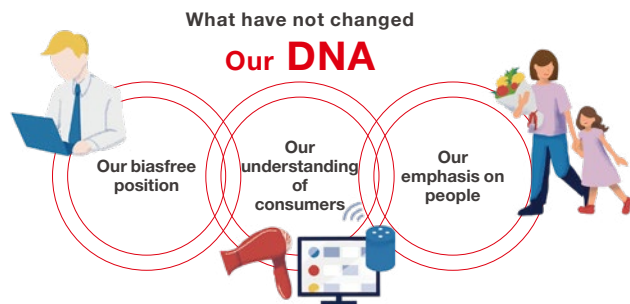 What have not changed
Our DNA
Our biasfree
position
Our
understanding
of
consumers
Our
emphasis on
people